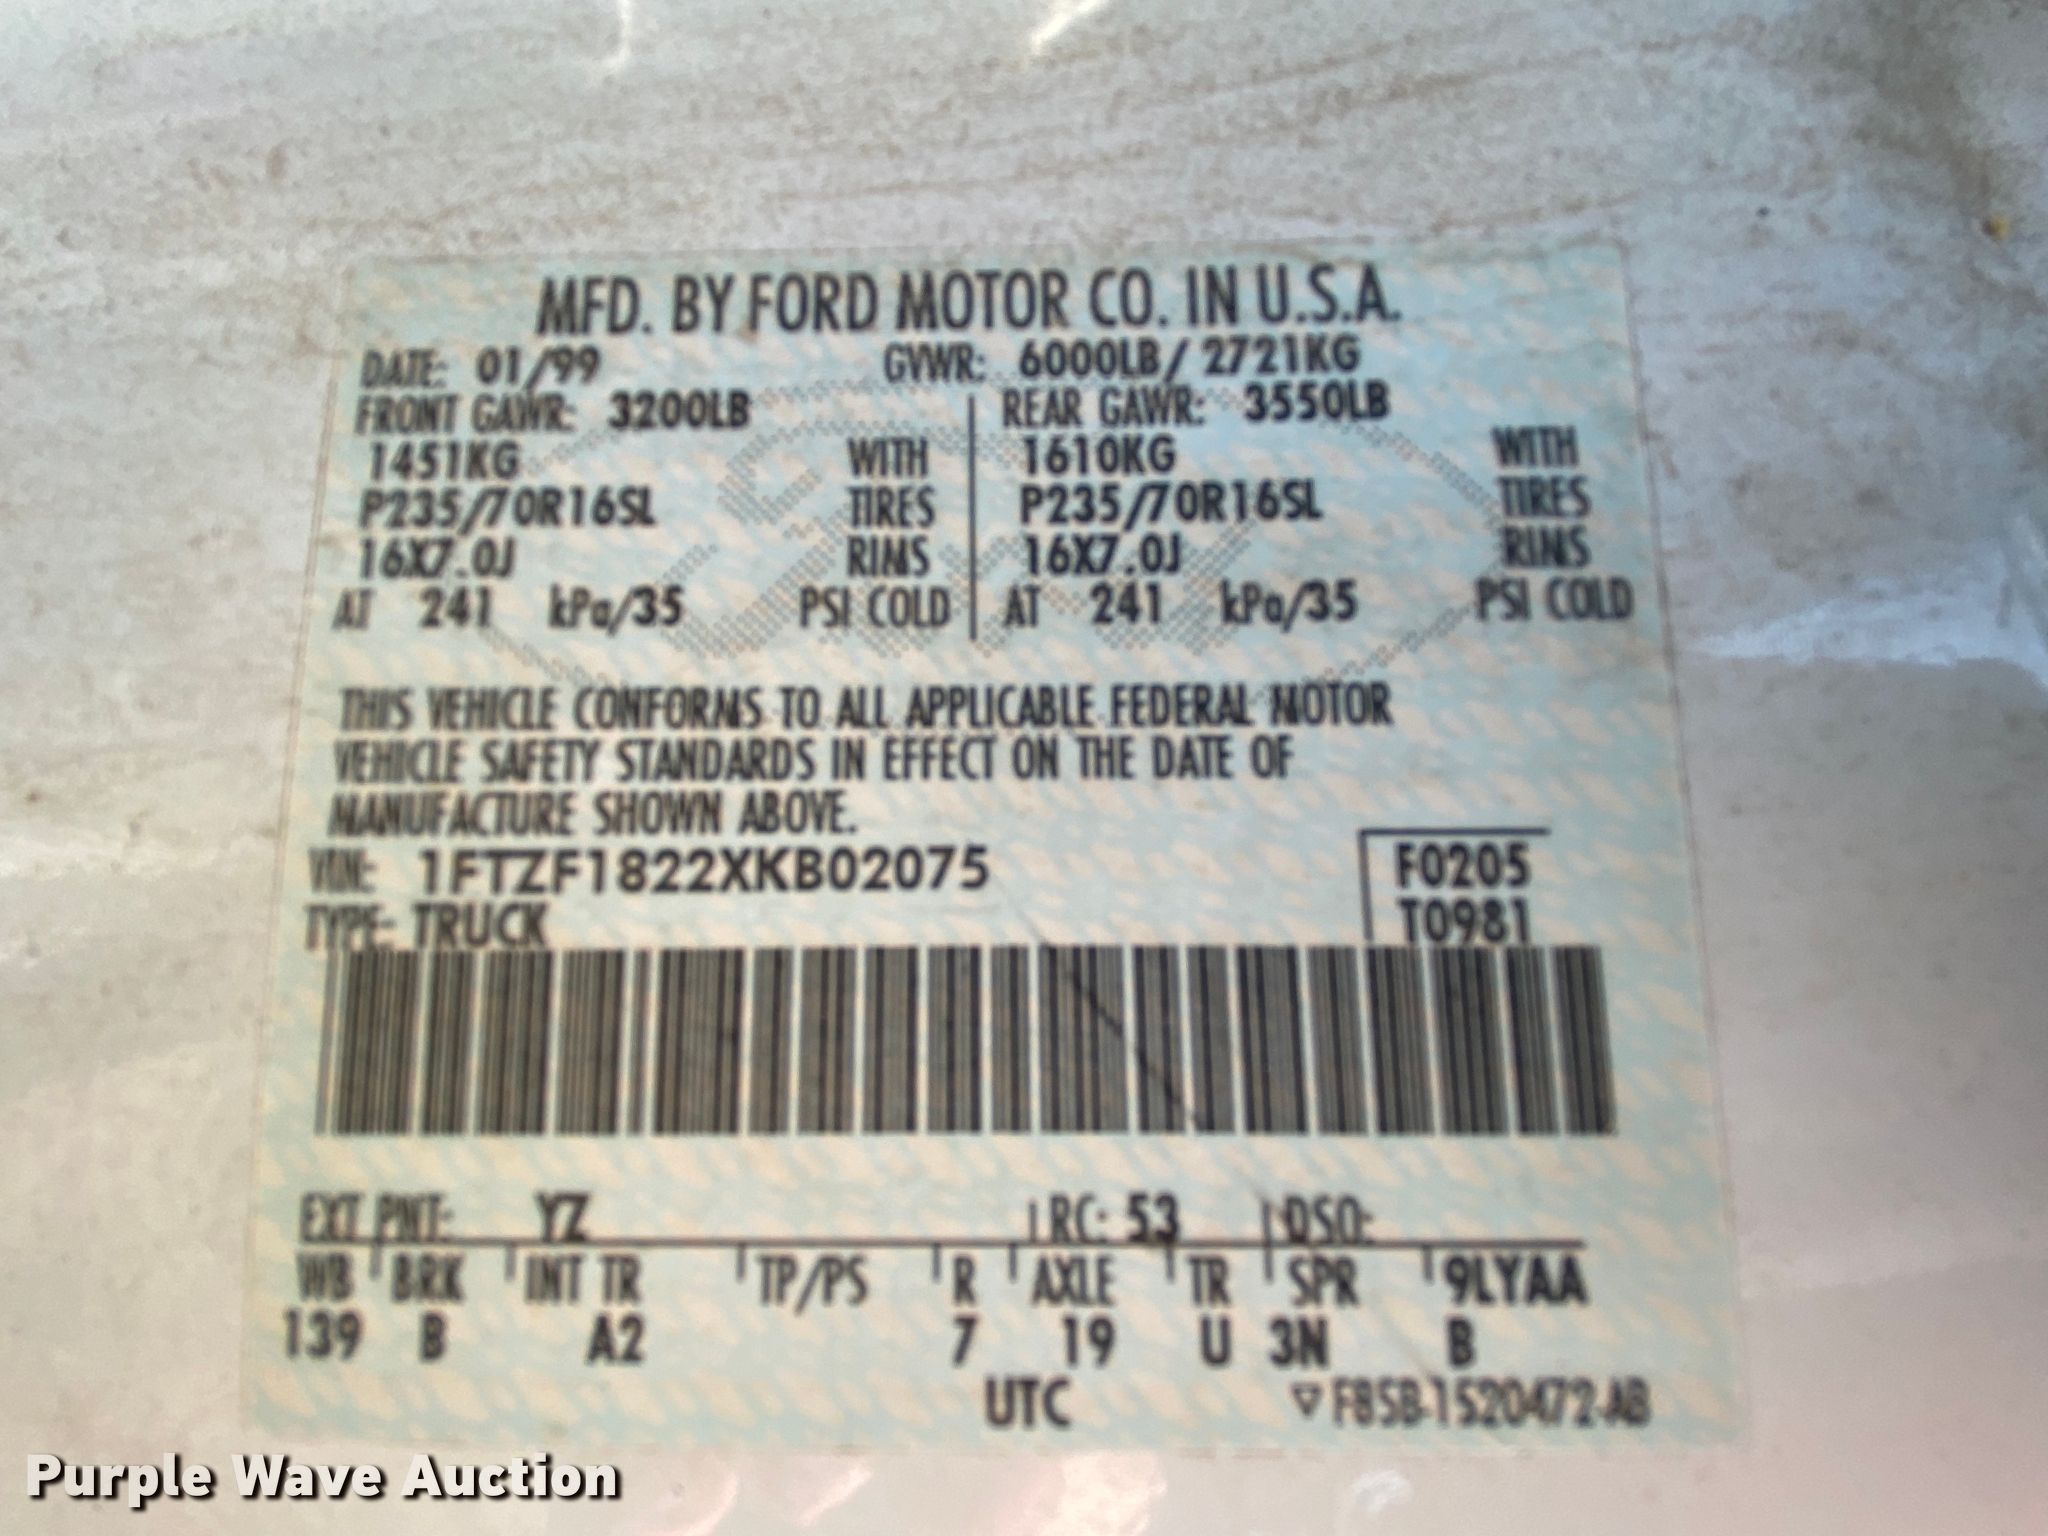 MFD. BY FORD MOTOR CO. IN U.S.A.
DATE: 01/99 GVWR: 6000LB/2721KG
FRONT GAWR: 3200LB REAR GAWR: 3550LB
1451KG WITH 1610KG WITH
P235/70R16SL TIRES P235/70R16SL TIRES
16X7.0J RIMS 16X7.0J RIMS
AT 241 kPa/35 PSI COLD AT 241 kPa/35 PSI COLD
THIS VEHICLE CONFORMS TO ALL APPLICABLE FEDERAL MOTOR
VEHICLE SAFETY STANDARDS IN EFFECT ON THE DATE OF
MANUFACTURE SHOWN ABOVE.
VIN: 1FTZF1822XKB02075 F0205
TYPE: TRUCK T0981
EXT PNT: YZ RC: 53 DSO:
WB BRK INT TR TP/PS R AXLE TR SPR 9LYAA
139 B A2 7 19 U 3N B
UTC ▽ F85B-1520472-AB
Purple Wave Auction